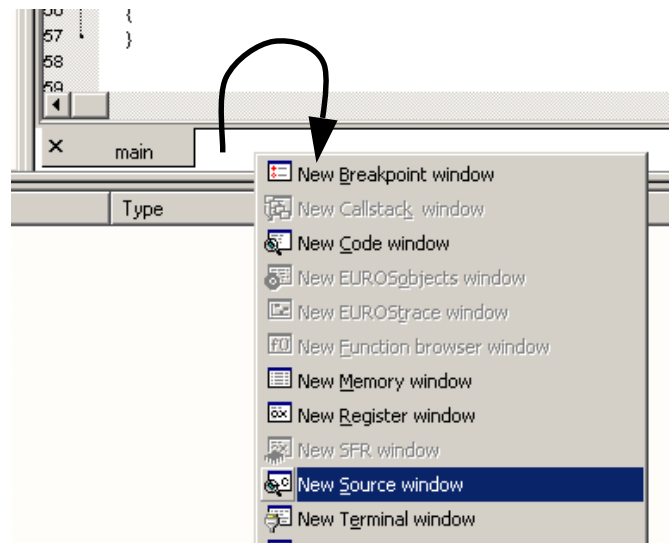 56 {
57 }
58
59
× main
Type
New Breakpoint window
New Callstack window
New Code window
New EUROSobjects window
New EUROStrace window
New Function browser window
New Memory window
New Register window
New SFR window
New Source window
New Terminal window